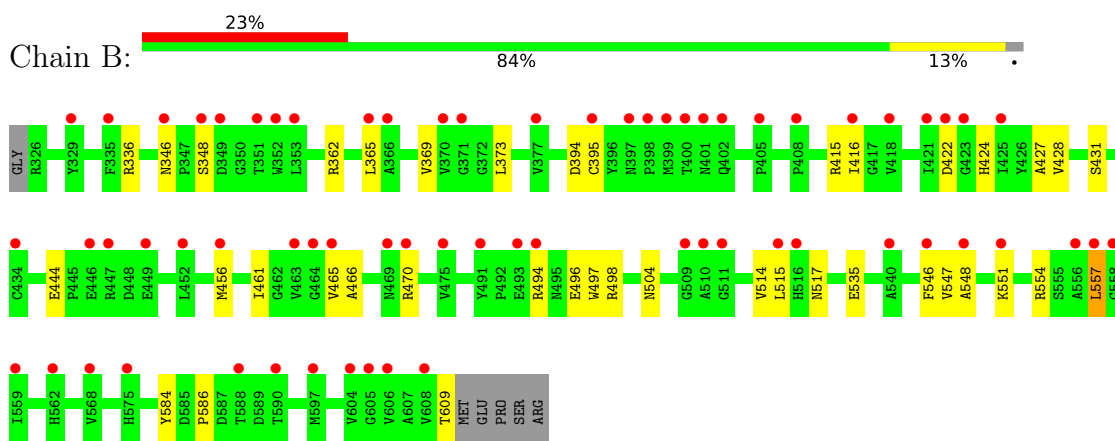 23%
Chain B:
84%
13%
•
GLY R326 Y329 F335 R336 N346 P347 S348 D349 G350 T351 W352 L353 R362 L365 A366 V369 V370 G371 G372 L373 V377 D394 C395 Y396 N397 P398 M399 T400 N401 Q402 P405 P408 R415 I416 G417 V418 I421 D422 G423 H424 I425 Y426 A427 V428 S431
C434 E444 P445 E446 R447 D448 E449 L452 M456 I461 G462 V463 G464 V465 A466 N469 R470 V475 Y491 P492 E493 R494 N495 E496 W497 R498 N504 G509 A510 G511 V514 L515 H516 N517 E535 A540 F546 V547 A548 K551 R554 S555 A556 L557 G558
I559 H562 V568 H575 Y584 D585 P586 D587 T588 D589 T590 M597 V604 G605 V606 A607 V608 T609 MET GLU PRO SER ARG